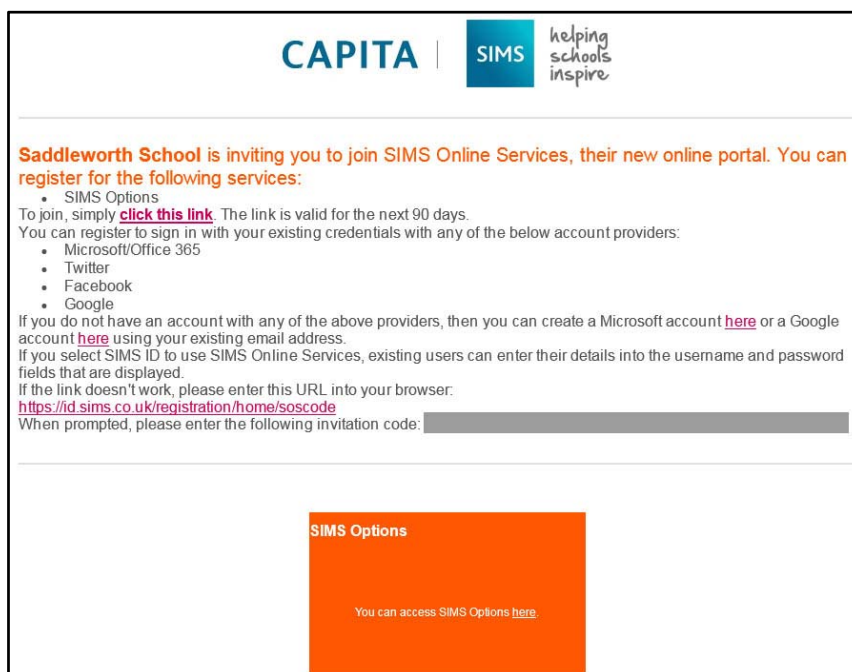 CAPITA
SIMS
helping
schools
inspire
Saddleworth School is inviting you to join SIMS Online Services, their new online portal. You can
register for the following services:
• SIMS Options
To join, simply click this link. The link is valid for the next 90 days.
You can register to sign in with your existing credentials with any of the below account providers:
• Microsoft/Office 365
• Twitter
• Facebook
• Google
If you do not have an account with any of the above providers, then you can create a Microsoft account here or a Google
account here using your existing email address.
If you select SIMS ID to use SIMS Online Services, existing users can enter their details into the username and password
fields that are displayed.
If the link doesn't work, please enter this URL into your browser:
https://id.sims.co.uk/registration/home/soscode
When prompted, please enter the following invitation code:
SIMS Options
You can access SIMS Options here.